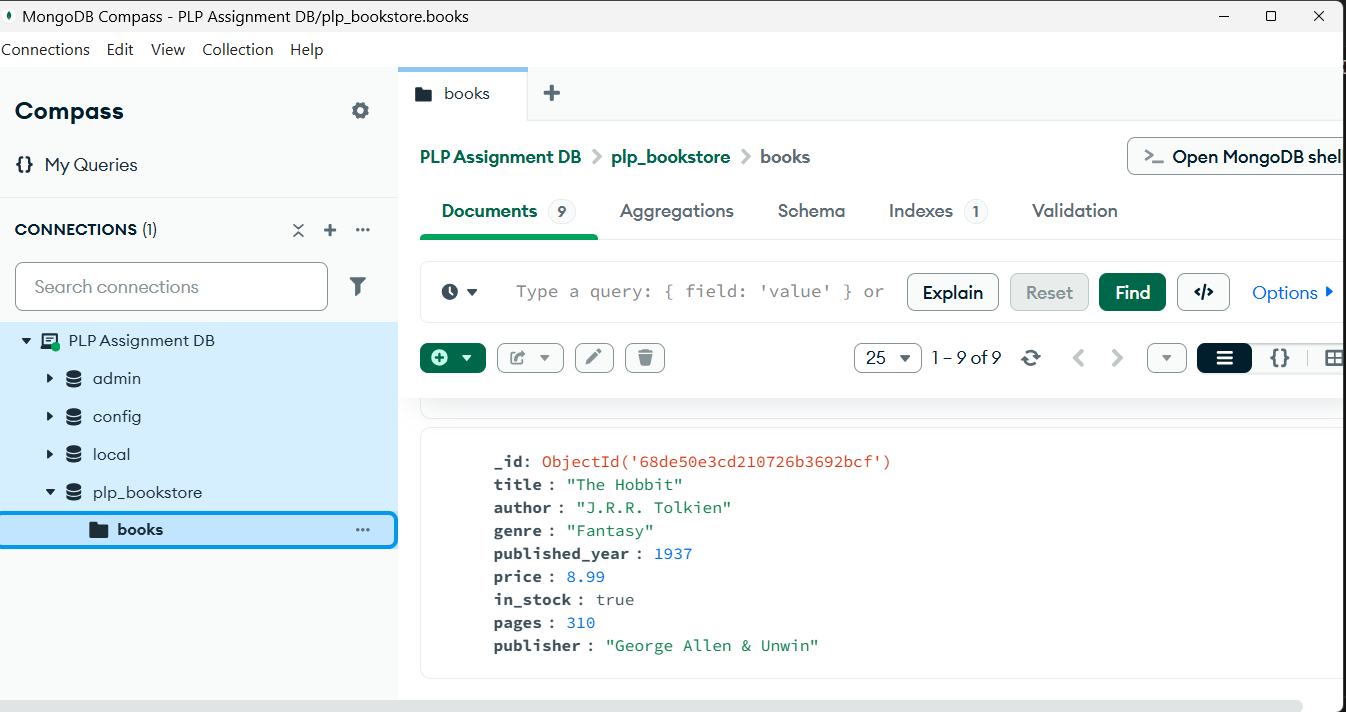 MongoDB Compass - PLP Assignment DB/plp_bookstore.books
Connections Edit View Collection Help
Compass
{} My Queries
CONNECTIONS (1)
Search connections
PLP Assignment DB
admin
config
local
plp_bookstore
books
books
PLP Assignment DB > plp_bookstore > books
>_ Open MongoDB shel
Documents 9 Aggregations Schema Indexes 1 Validation
Type a query: { field: 'value' } or
Explain Reset Find </> Options
25 1 – 9 of 9 {}
_id: ObjectId('68de50e3cd210726b3692bcf')
title : "The Hobbit"
author : "J.R.R. Tolkien"
genre : "Fantasy"
published_year : 1937
price : 8.99
in_stock : true
pages : 310
publisher : "George Allen & Unwin"